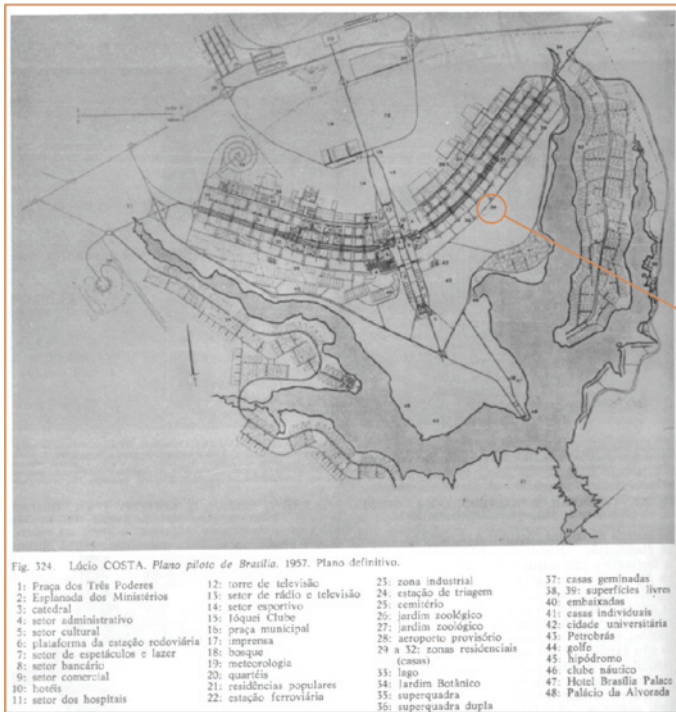 Fig. 324. Lúcio COSTA. Plano piloto de Brasília. 1957. Plano definitivo.
1: Praça dos Três Poderes
2: Esplanada dos Ministérios
3: catedral
4: setor administrativo
5: setor cultural
6: plataforma da estação rodoviária
7: setor de espetáculos e lazer
8: setor bancário
9: setor comercial
10: hotéis
11: setor dos hospitais
12: torre de televisão
13: setor de rádio e televisão
14: setor esportivo
15: Jóquei Clube
16: praça municipal
17: imprensa
18: bosque
19: meteorologia
20: quartéis
21: residências populares
22: estação ferroviária
23: zona industrial
24: estação de triagem
25: cemitério
26: jardim zoológico
27: jardim zoológico
28: aeroporto provisório
29 a 32: zonas residenciais
(casas)
33: lago
34: Jardim Botânico
35: superquadra
36: superquadra dupla
37: casas geminadas
38, 39: superfícies livres
40: embaixadas
41: casas individuais
42: cidade universitária
43: Petrobrás
44: golfe
45: hipódromo
46: clube náutico
47: Hotel Brasília Palace
48: Palácio da Alvorada